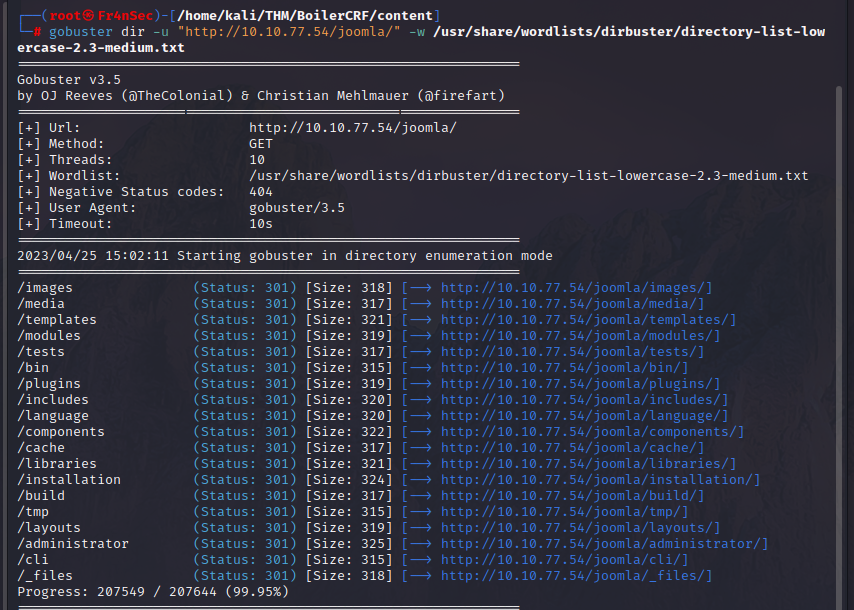 ┌──(root㉿Fr4nSec)-[/home/kali/THM/BoilerCRF/content]
└─# gobuster dir -u "http://10.10.77.54/joomla/" -w /usr/share/wordlists/dirbuster/directory-list-low
ercase-2.3-medium.txt
===============================================================
Gobuster v3.5
by OJ Reeves (@TheColonial) & Christian Mehlmauer (@firefart)
===============================================================
[+] Url:                     http://10.10.77.54/joomla/
[+] Method:                  GET
[+] Threads:                 10
[+] Wordlist:                /usr/share/wordlists/dirbuster/directory-list-lowercase-2.3-medium.txt
[+] Negative Status codes:   404
[+] User Agent:              gobuster/3.5
[+] Timeout:                 10s
===============================================================
2023/04/25 15:02:11 Starting gobuster in directory enumeration mode
===============================================================
/images               (Status: 301) [Size: 318] [--> http://10.10.77.54/joomla/images/]
/media                (Status: 301) [Size: 317] [--> http://10.10.77.54/joomla/media/]
/templates            (Status: 301) [Size: 321] [--> http://10.10.77.54/joomla/templates/]
/modules              (Status: 301) [Size: 319] [--> http://10.10.77.54/joomla/modules/]
/tests                (Status: 301) [Size: 317] [--> http://10.10.77.54/joomla/tests/]
/bin                  (Status: 301) [Size: 315] [--> http://10.10.77.54/joomla/bin/]
/plugins              (Status: 301) [Size: 319] [--> http://10.10.77.54/joomla/plugins/]
/includes             (Status: 301) [Size: 320] [--> http://10.10.77.54/joomla/includes/]
/language             (Status: 301) [Size: 320] [--> http://10.10.77.54/joomla/language/]
/components           (Status: 301) [Size: 322] [--> http://10.10.77.54/joomla/components/]
/cache                (Status: 301) [Size: 317] [--> http://10.10.77.54/joomla/cache/]
/libraries            (Status: 301) [Size: 321] [--> http://10.10.77.54/joomla/libraries/]
/installation         (Status: 301) [Size: 324] [--> http://10.10.77.54/joomla/installation/]
/build                (Status: 301) [Size: 317] [--> http://10.10.77.54/joomla/build/]
/tmp                  (Status: 301) [Size: 315] [--> http://10.10.77.54/joomla/tmp/]
/layouts              (Status: 301) [Size: 319] [--> http://10.10.77.54/joomla/layouts/]
/administrator        (Status: 301) [Size: 325] [--> http://10.10.77.54/joomla/administrator/]
/cli                  (Status: 301) [Size: 315] [--> http://10.10.77.54/joomla/cli/]
/_files               (Status: 301) [Size: 318] [--> http://10.10.77.54/joomla/_files/]
Progress: 207549 / 207644 (99.95%)
===============================================================